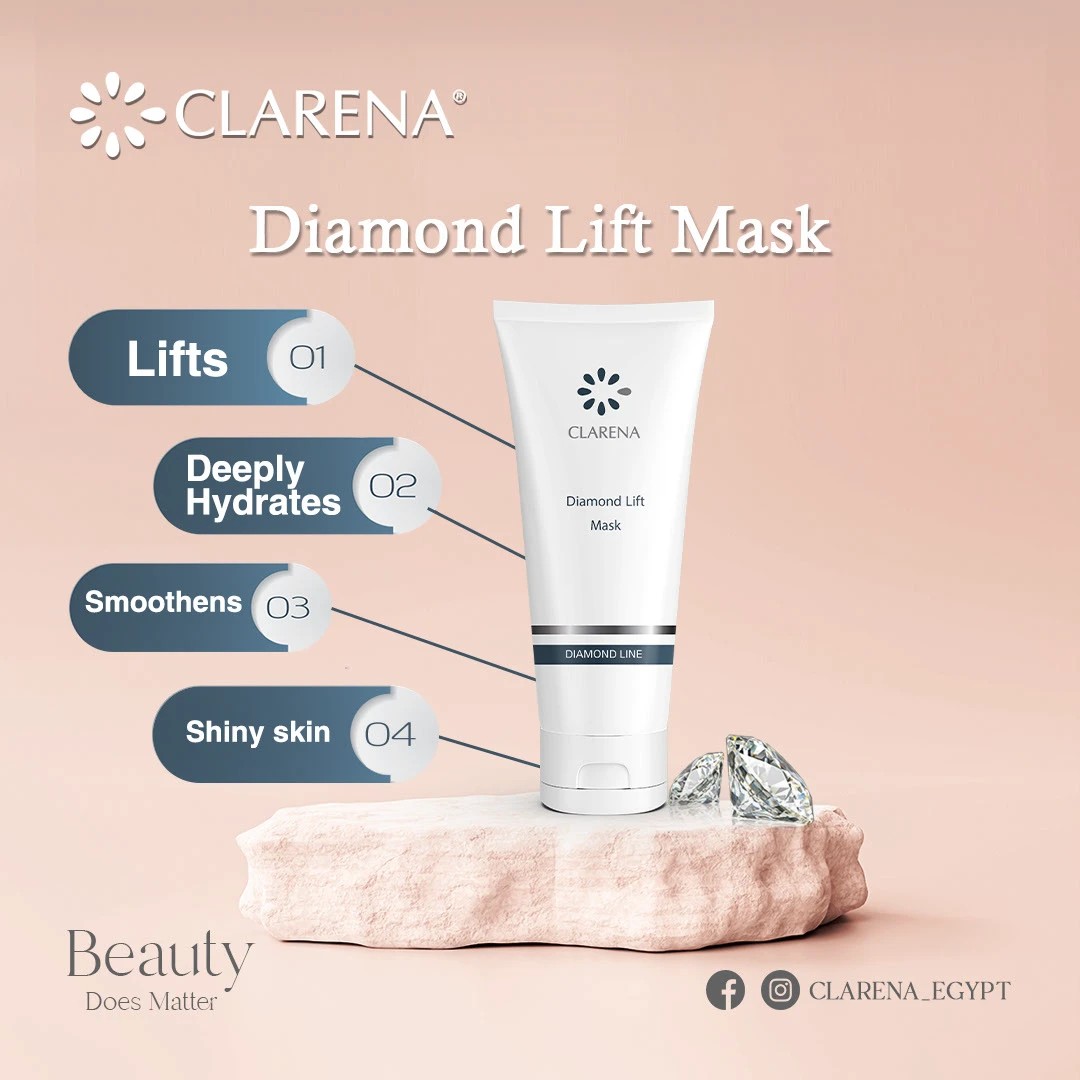 CLARENA®
Diamond Lift Mask
Lifts 01
Deeply
Hydrates 02
Smoothens 03
Shiny skin 04
CLARENA
Diamond Lift
Mask
DIAMOND LINE
Beauty
Does Matter
CLARENA_EGYPT